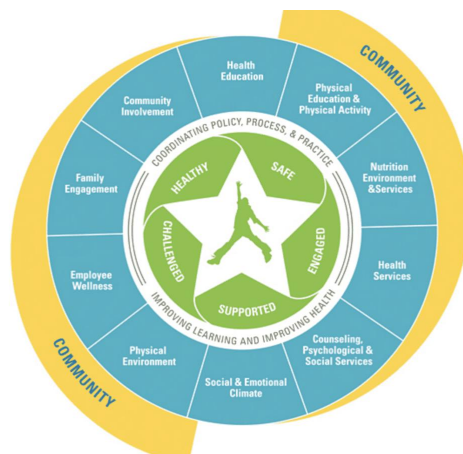 COMMUNITY
Health
Education
Physical
Education &
Physical Activity
Nutrition
Environment
&Services
Health
Services
Counseling,
Psychological &
Social Services
Social & Emotional
Climate
Physical
Environment
Employee
Wellness
Family
Engagement
Community
Involvement
COORDINATING POLICY, PROCESS, & PRACTICE
HEALTHY
SAFE
ENGAGED
SUPPORTED
CHALLENGED
IMPROVING LEARNING AND IMPROVING HEALTH
COMMUNITY